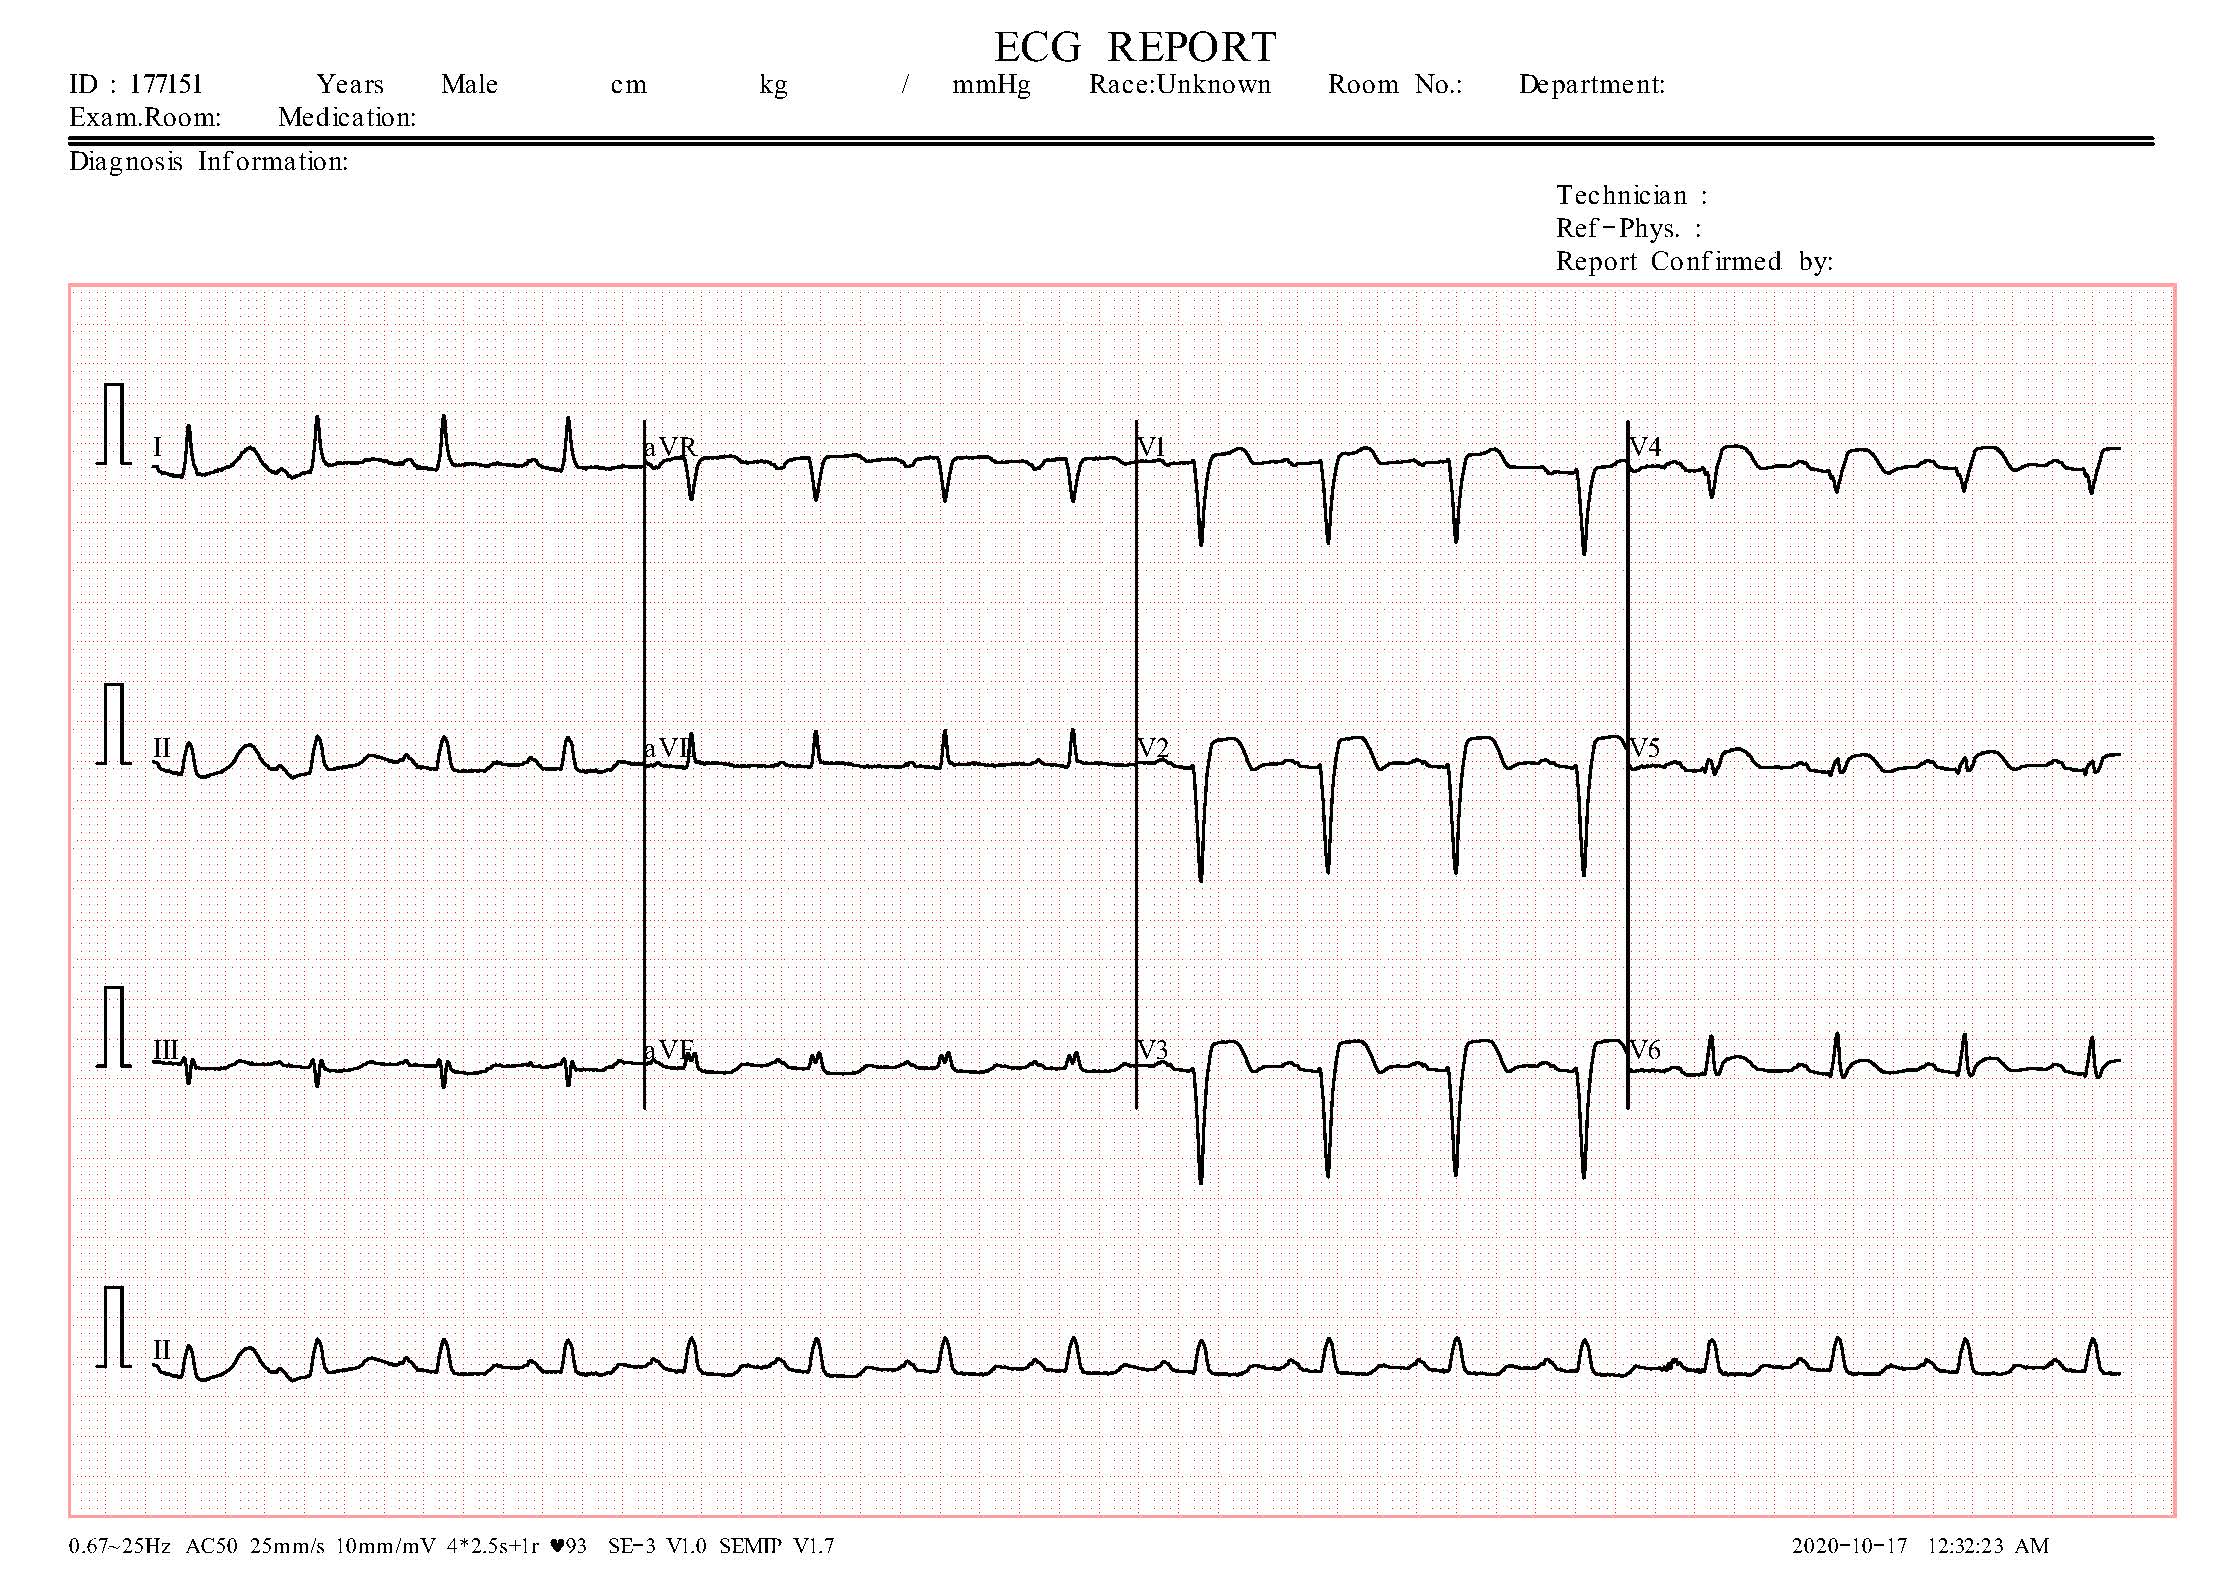 ECG REPORT
ID : 177151 Years Male cm kg / mmHg Race:Unknown Room No.: Department:
Exam.Room: Medication:
Diagnosis Information:
Technician :
Ref-Phys. :
Report Confirmed by:
I aVR V1 V4
II aVL V2 V5
III aVF V3 V6
II
0.67~25Hz AC50 25mm/s 10mm/mV 4*2.5s+1r ♥93 SE-3 V1.0 SEMIP V1.7 2020-10-17 12:32:23 AM